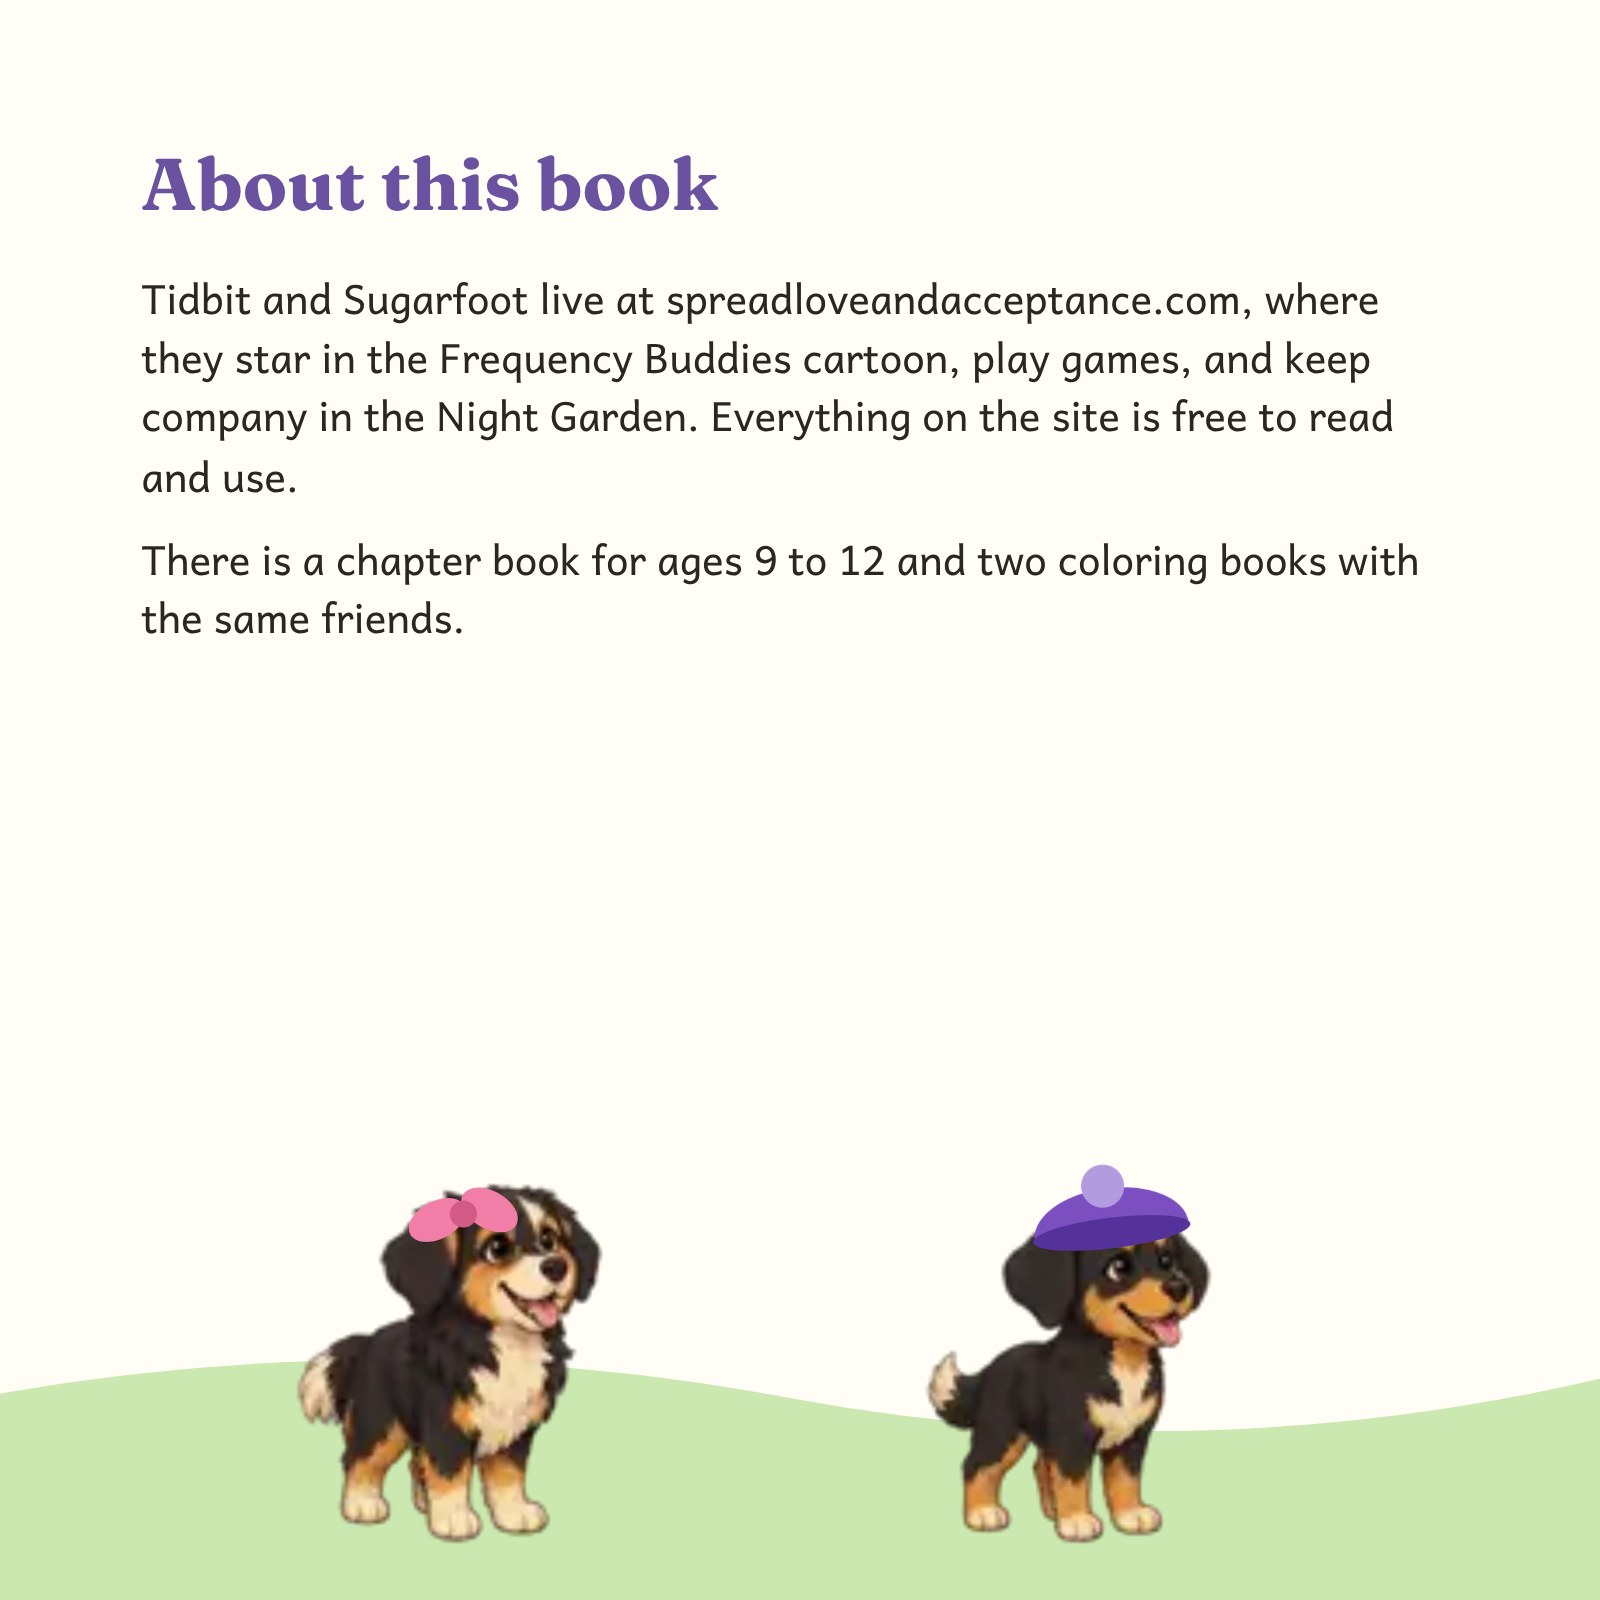 About this book
Tidbit and Sugarfoot live at spreadloveandacceptance.com, where
they star in the Frequency Buddies cartoon, play games, and keep
company in the Night Garden. Everything on the site is free to read
and use.
There is a chapter book for ages 9 to 12 and two coloring books with
the same friends.